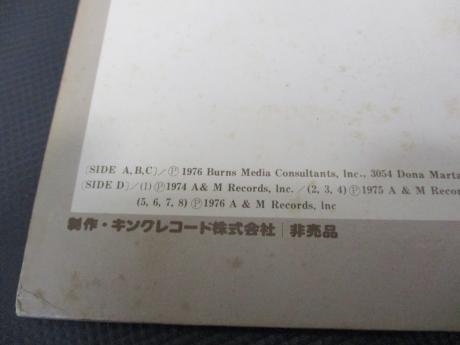 [SIDE A,B,C]／Ⓟ 1976 Burns Media Consultants, Inc., 3054 Dona Marta
[SIDE D]／(1) Ⓟ 1974 A & M Records, Inc. ／(2, 3, 4) Ⓟ 1975 A & M Reco
(5, 6, 7, 8) Ⓟ 1976 A & M Records, Inc
制作・キングレコード株式会社｜非売品